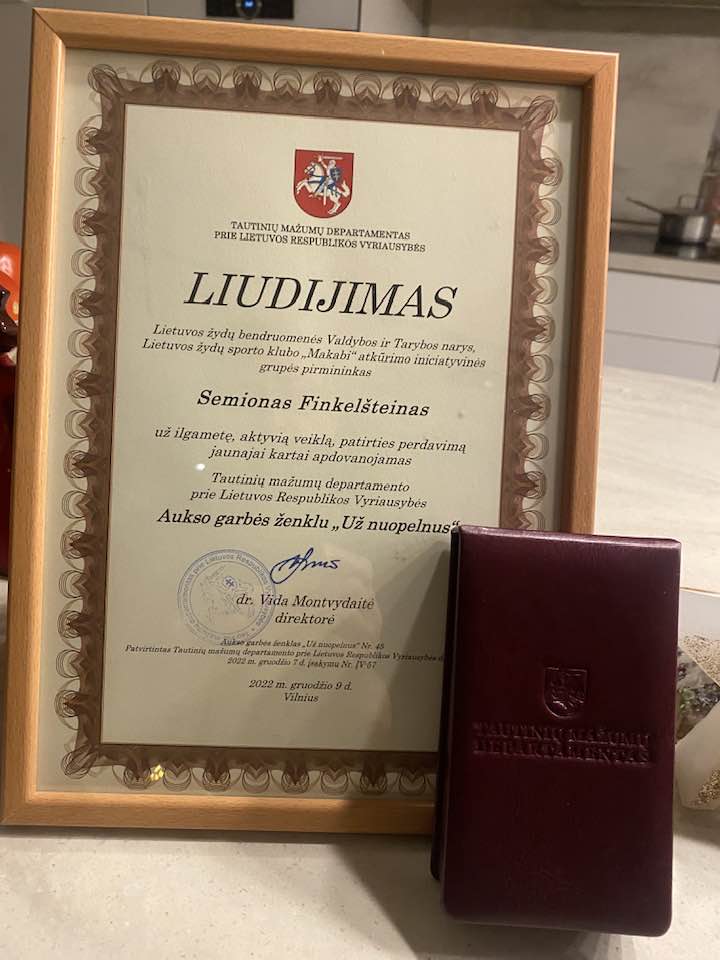 TAUTINIŲ MAŽUMŲ DEPARTAMENTAS
PRIE LIETUVOS RESPUBLIKOS VYRIAUSYBĖS
LIUDIJIMAS
Lietuvos žydų bendruomenės Valdybos ir Tarybos narys,
Lietuvos žydų sporto klubo „Makabi“ atkūrimo iniciatyvinės
grupės pirmininkas
Semionas Finkelšteinas
už ilgametę, aktyvią veiklą, patirties perdavimą
jaunajai kartai apdovanojamas
Tautinių mažumų departamento
prie Lietuvos Respublikos Vyriausybės
Aukso garbės ženklu „Už nuopelnus“
dr. Vida Montvydaitė
direktorė
Aukso garbės ženklas „Už nuopelnus“ Nr. 45
Patvirtintas Tautinių mažumų departamento prie Lietuvos Respublikos Vyriausybės
2022 m. gruodžio 7 d. įsakymu Nr. ĮV-57
2022 m. gruodžio 9 d.
Vilnius
TAUTINIŲ MAŽUMŲ
DEPARTAMENTAS